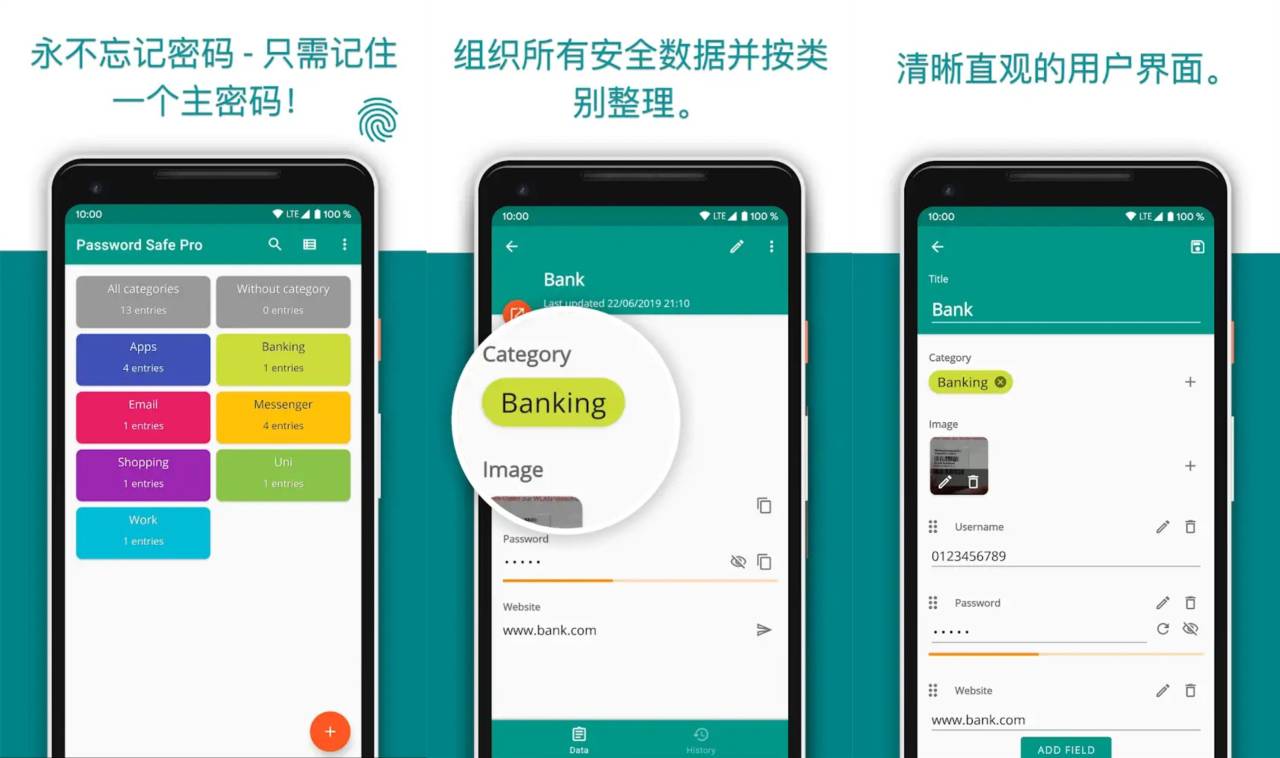 永不忘记密码 - 只需记住
一个主密码！
10:00
LTE
100 %
Password Safe Pro
All categories
13 entries
Without category
0 entries
Apps
4 entries
Banking
1 entries
Email
1 entries
Messenger
4 entries
Shopping
1 entries
Uni
1 entries
Work
1 entries
+
组织所有安全数据并按类
别整理。
10:00
LTE
100 %
Bank
Last updated 22/06/2019 21:10
Category
Banking
Image
Password
•••••
Website
www.bank.com
Data
History
清晰直观的用户界面。
10:00
LTE
100 %
Title
Bank
Category
Banking
Image
Username
0123456789
Password
•••••
Website
www.bank.com
ADD FIELD